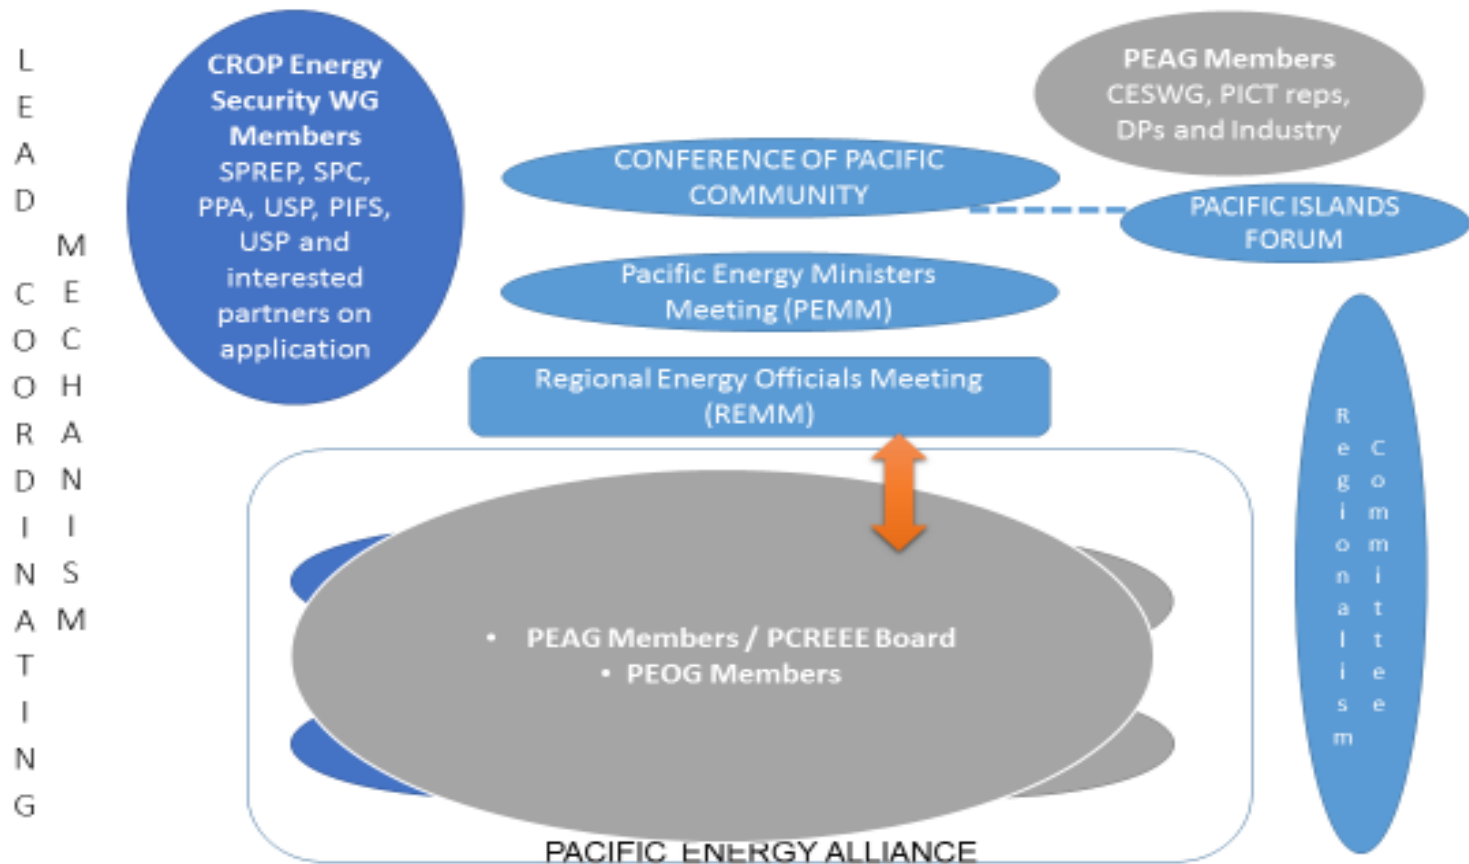 LEAD COORDINATING
MECHANISM
CROP Energy
Security WG
Members
SPREP, SPC,
PPA, USP, PIFS,
USP and
interested
partners on
application
PEAG Members
CESWG, PICT reps,
DPs and Industry
CONFERENCE OF PACIFIC
COMMUNITY
PACIFIC ISLANDS
FORUM
Pacific Energy Ministers
Meeting (PEMM)
Regional Energy Officials Meeting
(REMM)
Regionalism
Committee
• PEAG Members / PCREEE Board
• PEOG Members
PACIFIC ENERGY ALLIANCE